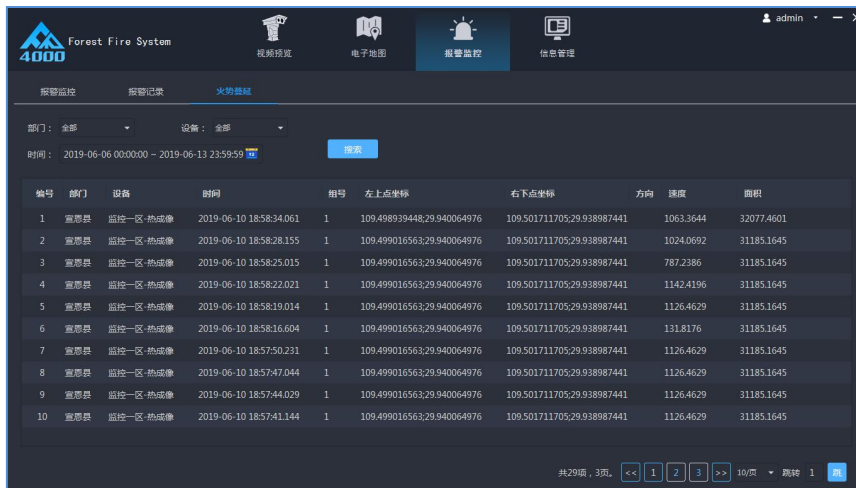 admin
Forest Fire System
4000
视频预览 电子地图 报警监控 信息管理
报警监控 报警记录 火势蔓延
部门： 全部 设备： 全部
时间： 2019-06-06 00:00:00 ~ 2019-06-13 23:59:59 搜索
编号 部门 设备 时间 组号 左上点坐标 右下点坐标 方向 速度 面积
1 宣恩县 监控一区-热成像 2019-06-10 18:58:34.061 1 109.498939448;29.940064976 109.501711705;29.938987441 1063.3644 32077.4601
2 宣恩县 监控一区-热成像 2019-06-10 18:58:28.155 1 109.499016563;29.940064976 109.501711705;29.938987441 1024.0692 31185.1645
3 宣恩县 监控一区-热成像 2019-06-10 18:58:25.015 1 109.499016563;29.940064976 109.501711705;29.938987441 787.2386 31185.1645
4 宣恩县 监控一区-热成像 2019-06-10 18:58:22.021 1 109.499016563;29.940064976 109.501711705;29.938987441 1142.4196 31185.1645
5 宣恩县 监控一区-热成像 2019-06-10 18:58:19.014 1 109.499016563;29.940064976 109.501711705;29.938987441 1126.4629 31185.1645
6 宣恩县 监控一区-热成像 2019-06-10 18:58:16.604 1 109.499016563;29.940064976 109.501711705;29.938987441 131.8176 31185.1645
7 宣恩县 监控一区-热成像 2019-06-10 18:57:50.231 1 109.499016563;29.940064976 109.501711705;29.938987441 1126.4629 31185.1645
8 宣恩县 监控一区-热成像 2019-06-10 18:57:47.044 1 109.499016563;29.940064976 109.501711705;29.938987441 1126.4629 31185.1645
9 宣恩县 监控一区-热成像 2019-06-10 18:57:44.029 1 109.499016563;29.940064976 109.501711705;29.938987441 1126.4629 31185.1645
10 宣恩县 监控一区-热成像 2019-06-10 18:57:41.144 1 109.499016563;29.940064976 109.501711705;29.938987441 1126.4629 31185.1645
共29项，3页。 << 1 2 3 >> 10/页 跳转 1 跳